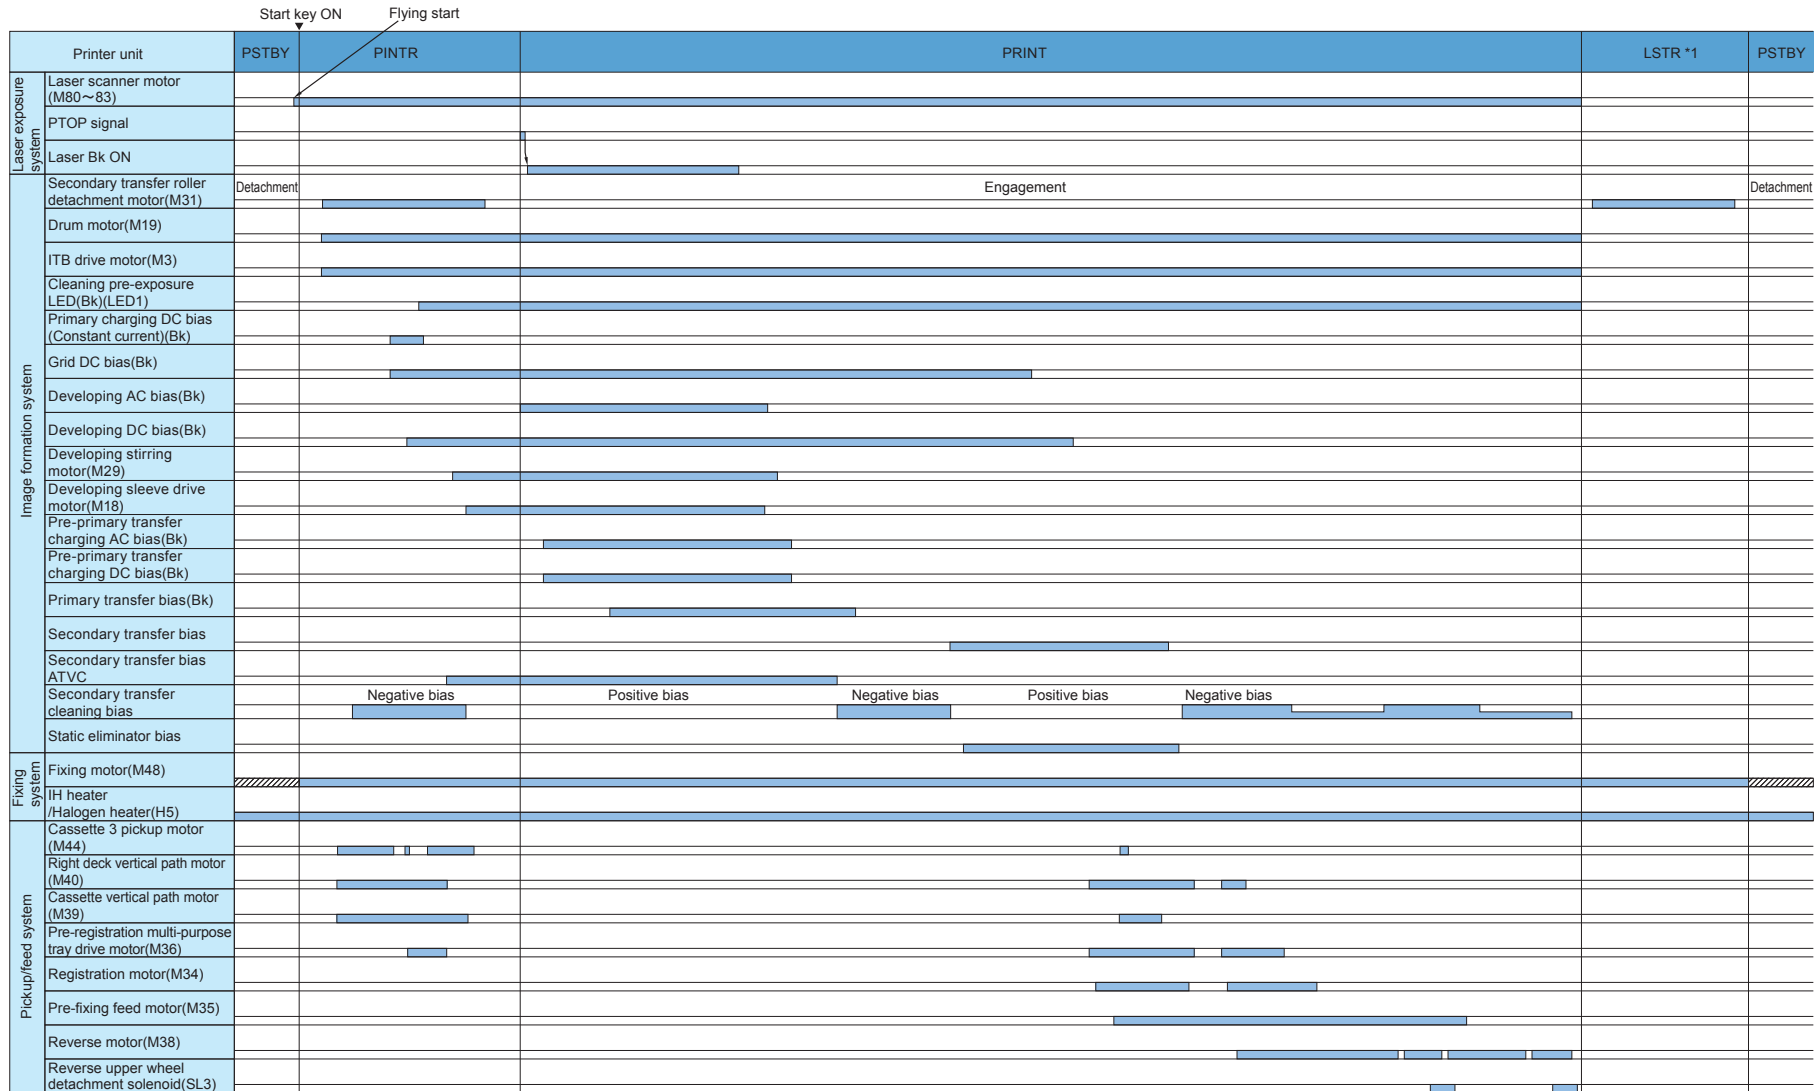 Start key ON
Flying start
Printer unit
PSTBY
PINTR
PRINT
LSTR *1
PSTBY
Laser exposure
system
Laser scanner motor
(M80～83)
PTOP signal
Laser Bk ON
Image formation system
Secondary transfer roller
detachment motor(M31)
Detachment
Engagement
Detachment
Drum motor(M19)
ITB drive motor(M3)
Cleaning pre-exposure
LED(Bk)(LED1)
Primary charging DC bias
(Constant current)(Bk)
Grid DC bias(Bk)
Developing AC bias(Bk)
Developing DC bias(Bk)
Developing stirring
motor(M29)
Developing sleeve drive
motor(M18)
Pre-primary transfer
charging AC bias(Bk)
Pre-primary transfer
charging DC bias(Bk)
Primary transfer bias(Bk)
Secondary transfer bias
Secondary transfer bias
ATVC
Secondary transfer
cleaning bias
Negative bias
Positive bias
Negative bias
Positive bias
Negative bias
Static eliminator bias
Fixing
system
Fixing motor(M48)
IH heater
/Halogen heater(H5)
Pickup/feed system
Cassette 3 pickup motor
(M44)
Right deck vertical path motor
(M40)
Cassette vertical path motor
(M39)
Pre-registration multi-purpose
tray drive motor(M36)
Registration motor(M34)
Pre-fixing feed motor(M35)
Reverse motor(M38)
Reverse upper wheel
detachment solenoid(SL3)